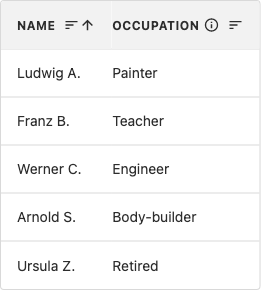 NAME OCCUPATION
Ludwig A. Painter
Franz B. Teacher
Werner C. Engineer
Arnold S. Body-builder
Ursula Z. Retired